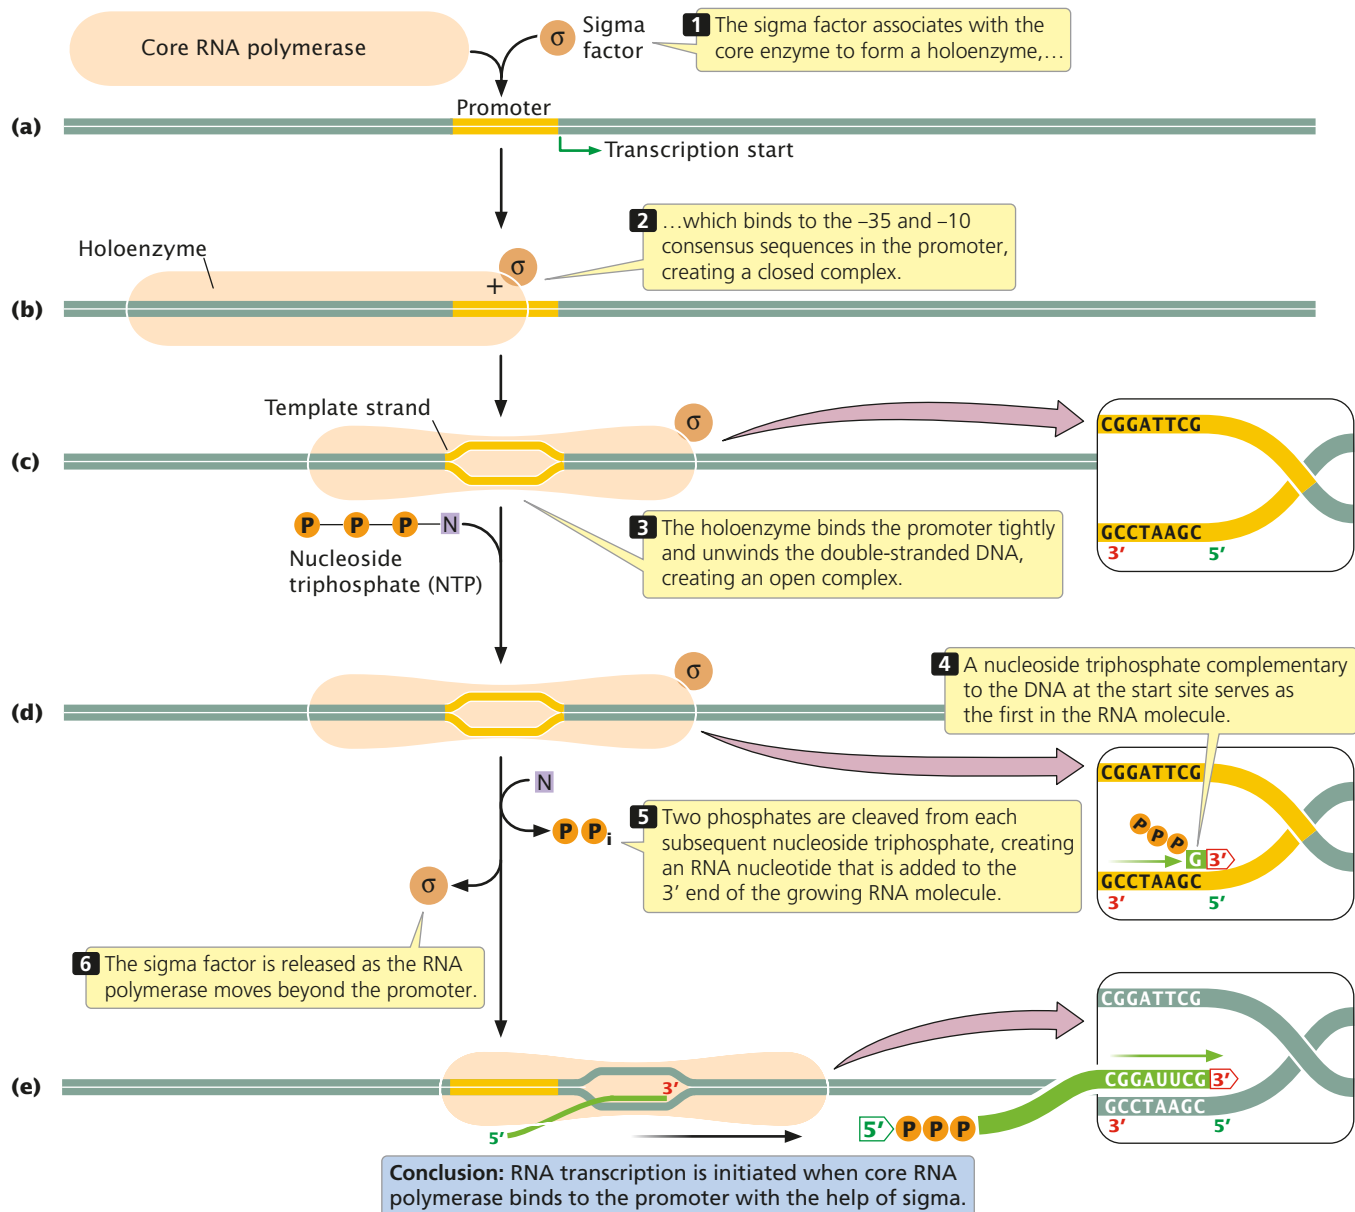 Core RNA polymerase
σ
Sigma
factor
1 The sigma factor associates with the
core enzyme to form a holoenzyme,…
Promoter
(a)
Transcription start
2 …which binds to the –35 and –10
consensus sequences in the promoter,
creating a closed complex.
Holoenzyme
σ
+
(b)
Template strand
σ
CGGATTCG
(c)
P P P N
Nucleoside
triphosphate (NTP)
3 The holoenzyme binds the promoter tightly
and unwinds the double-stranded DNA,
creating an open complex.
GCCTAAGC
3′ 5′
4 A nucleoside triphosphate complementary
to the DNA at the start site serves as
the first in the RNA molecule.
σ
(d)
CGGATTCG
N
P Pi
5 Two phosphates are cleaved from each
subsequent nucleoside triphosphate, creating
an RNA nucleotide that is added to the
3′ end of the growing RNA molecule.
P P P
G 3′
GCCTAAGC
3′ 5′
σ
6 The sigma factor is released as the RNA
polymerase moves beyond the promoter.
CGGATTCG
(e)
3′
5′
CGGAUUCG 3′
GCCTAAGC
3′ 5′
5′ P P P
Conclusion: RNA transcription is initiated when core RNA
polymerase binds to the promoter with the help of sigma.